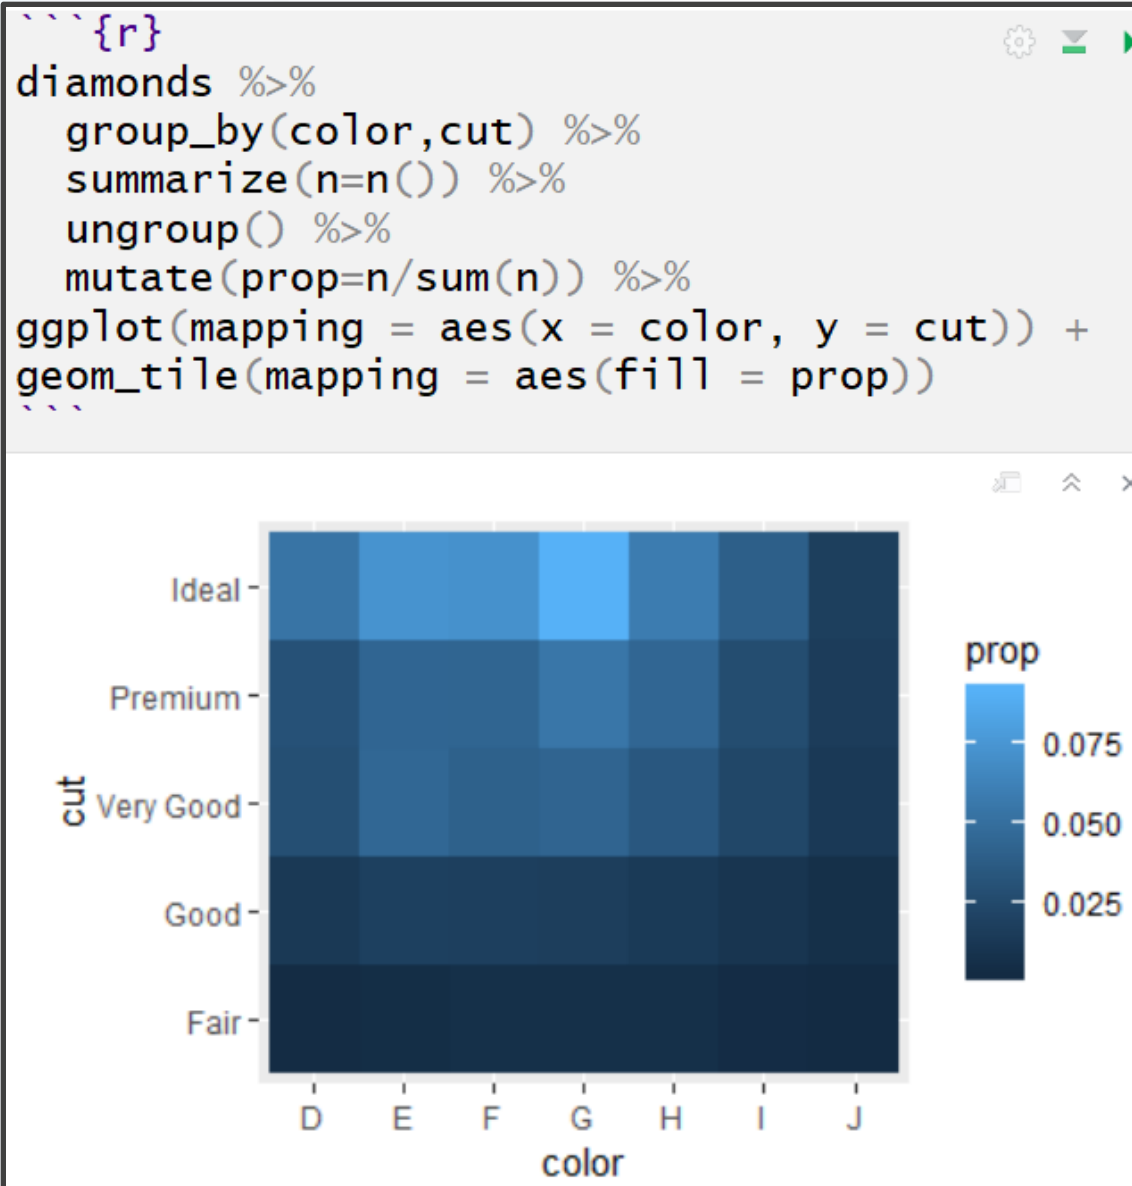 ```{r}
diamonds %>%
  group_by(color,cut) %>%
  summarize(n=n()) %>%
  ungroup() %>%
  mutate(prop=n/sum(n)) %>%
ggplot(mapping = aes(x = color, y = cut)) +
geom_tile(mapping = aes(fill = prop))
```
Ideal
Premium
Very Good
Good
Fair
cut
D E F G H I J
color
prop
0.075
0.050
0.025